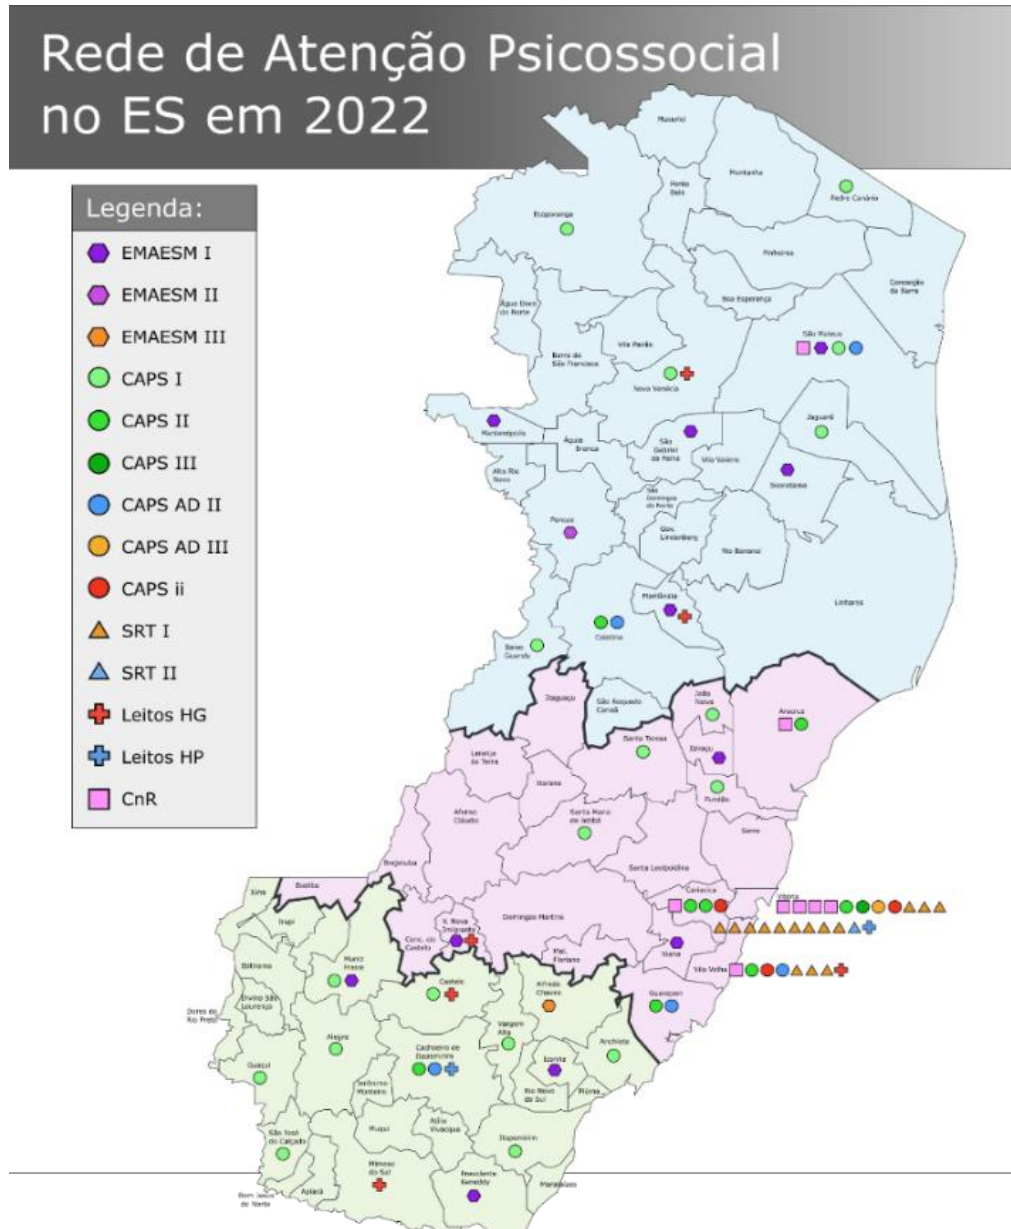 Rede de Atenção Psicossocial
no ES em 2022
Legenda:
EMAESM I
EMAESM II
EMAESM III
CAPS I
CAPS II
CAPS III
CAPS AD II
CAPS AD III
CAPS ii
SRT I
SRT II
Leitos HG
Leitos HP
CnR
Mucurici
Montanha
Ponto
Belo
Pedro Canário
Ecoporanga
Pinheiros
Conceição
da Barra
Água Doce
do Norte
Boa Esperança
São Mateus
Vila Pavão
Barra de
São Francisco
Nova Venécia
Jaguaré
Mantenópolis
Águia
Branca
São
Gabriel
da Palha
Vila Valério
Sooretama
Alto Rio
Novo
São
Domingos
do Norte
Pancas
Gov.
Lindenberg
Rio Bananal
Marilândia
Linhares
Colatina
Baixo
Guandu
Itaguaçu
São Roque do
Canaã
João
Neiva
Aracruz
Santa Teresa
Ibiraçu
Laranja
da Terra
Itarana
Fundão
Afonso
Cláudio
Santa Maria
de Jetibá
Serra
Brejetuba
Santa Leopoldina
Ibatiba
Cariacica
Vitória
Iúna
V. Nova
Imigrante
Domingos Martins
Irupi
Conc. do
Castelo
Mal.
Floriano
Viana
Ibitirama
Muniz
Freire
Vila Velha
Castelo
Alfredo
Chaves
Guarapari
Divino São
Lourenço
Dores do
Rio Preto
Vargem
Alta
Alegre
Cachoeiro de
Itapemirim
Anchieta
Iconha
Guaçuí
Jerônimo
Monteiro
Rio Novo
do Sul
Piúma
São José
do Calçado
Muqui
Atílio
Vivacqua
Itapemirim
Mimoso
do Sul
Presidente
Kennedy
Marataízes
Apiacá
Bom Jesus
do Norte